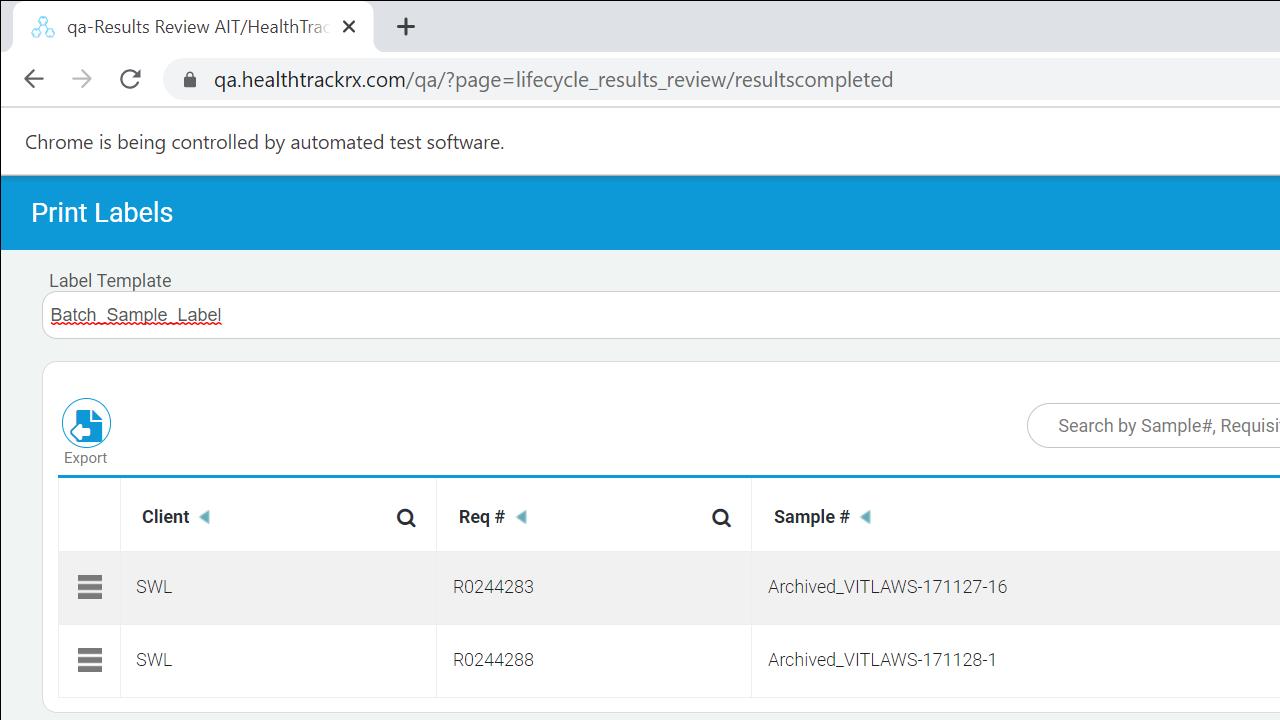 qa-Results Review AIT/HealthTrac
qa.healthtrackrx.com/qa/?page=lifecycle_results_review/resultscompleted
Chrome is being controlled by automated test software.
Print Labels
Label Template
Batch_Sample_Label
Export
Search by Sample#, Requisit
Client Req # Sample #
SWL R0244283 Archived_VITLAWS-171127-16
SWL R0244288 Archived_VITLAWS-171128-1